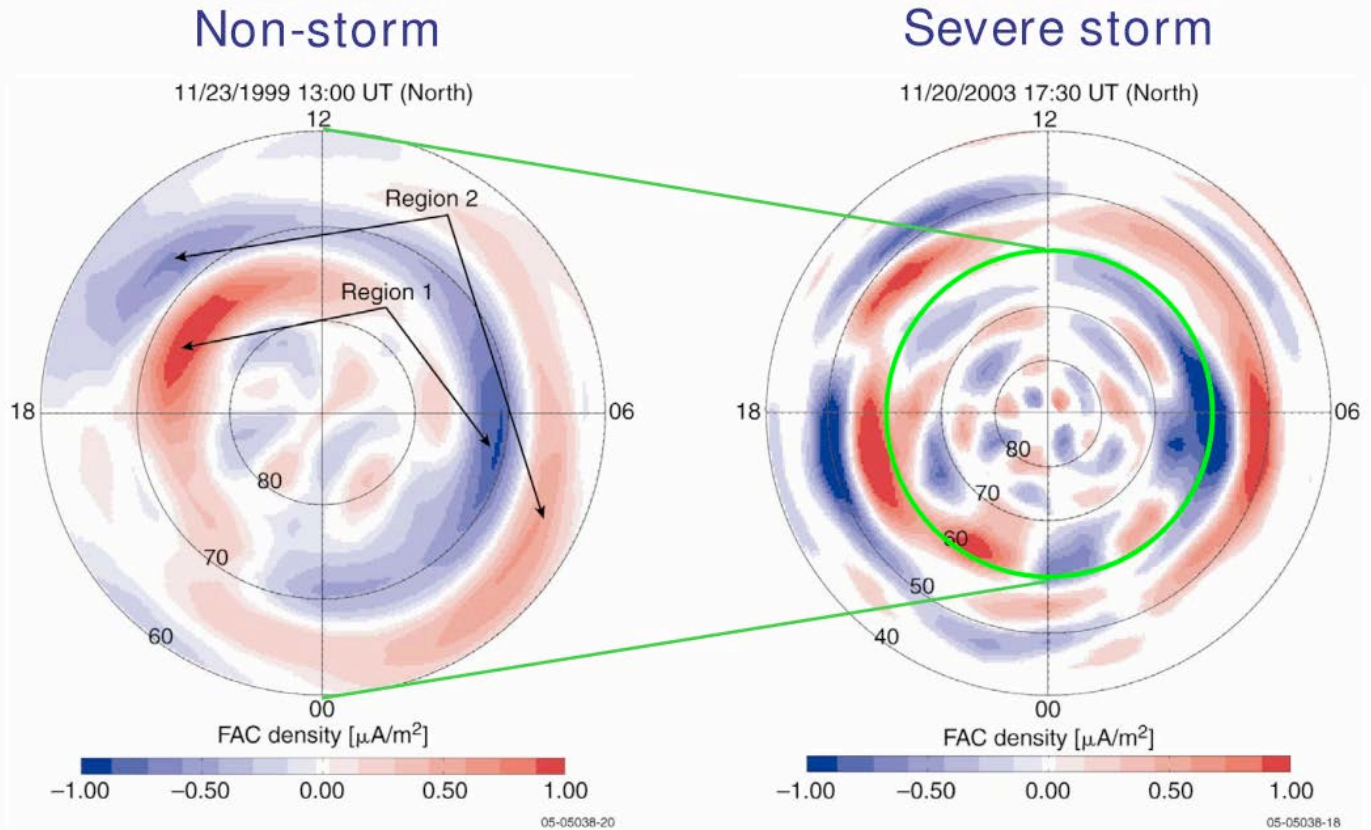 Non-storm
11/23/1999 13:00 UT (North)
12
Region 2
Region 1
18
06
80
70
60
00
FAC density [μA/m²]
−1.00 −0.50 0.00 0.50 1.00
05-05038-20
Severe storm
11/20/2003 17:30 UT (North)
12
18
06
80
70
60
50
40
00
FAC density [μA/m²]
−1.00 −0.50 0.00 0.50 1.00
05-05038-18